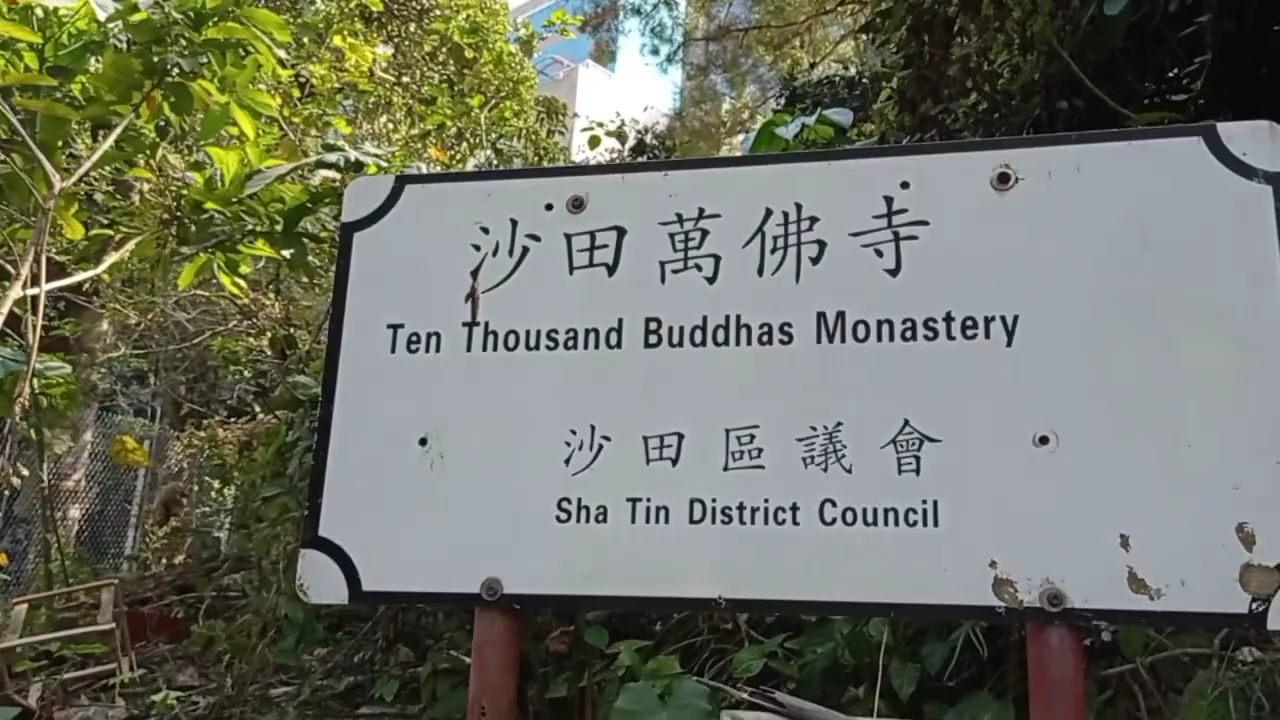 沙田萬佛寺
Ten Thousand Buddhas Monastery
沙田區議會
Sha Tin District Council